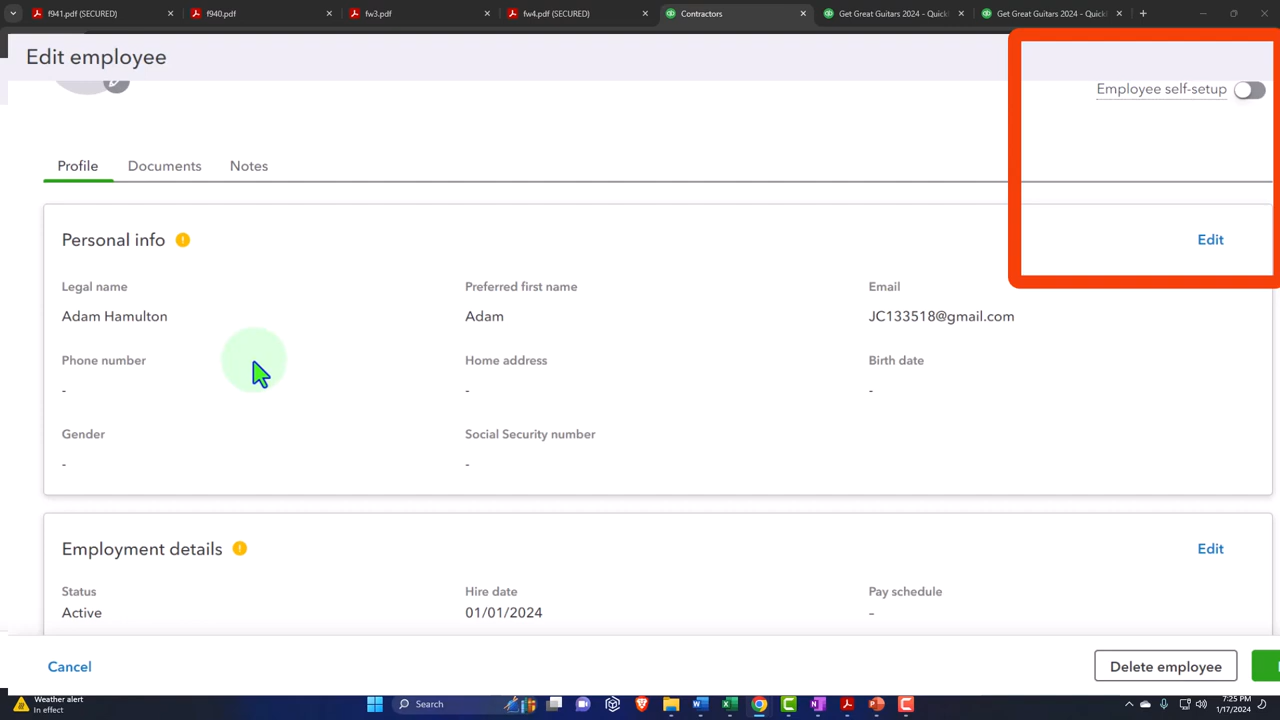 f941.pdf
f940.pdf
fw3.pdf
fw4.pdf (SECURED)
Contractors
Get Great Guitars 2024 – Quick
Get Great Guitars 2024 – Quick
Edit employee
Employee self-setup
Profile Documents Notes
Personal info
Edit
Legal name Preferred first name Email
Adam Hamulton Adam JC133518@gmail.com
Phone number Home address Birth date
- - -
Gender Social Security number
- -
Employment details
Edit
Status Hire date Pay schedule
Active 01/01/2024 –
Cancel
Delete employee
Weather alert
In effect
Search
7:25 PM
1/17/2024